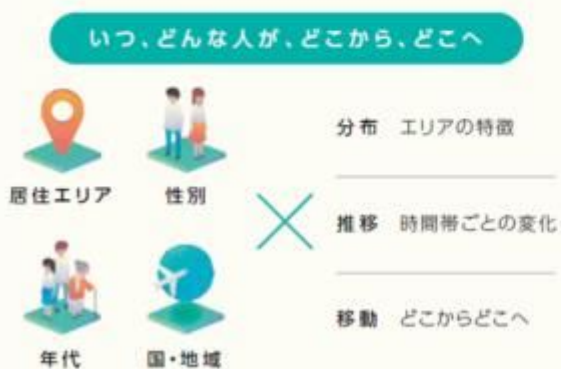 いつ、どんな人が、どこから、どこへ
居住エリア
性別
年代
国・地域
分布 エリアの特徴
推移 時間帯ごとの変化
移動 どこからどこへ